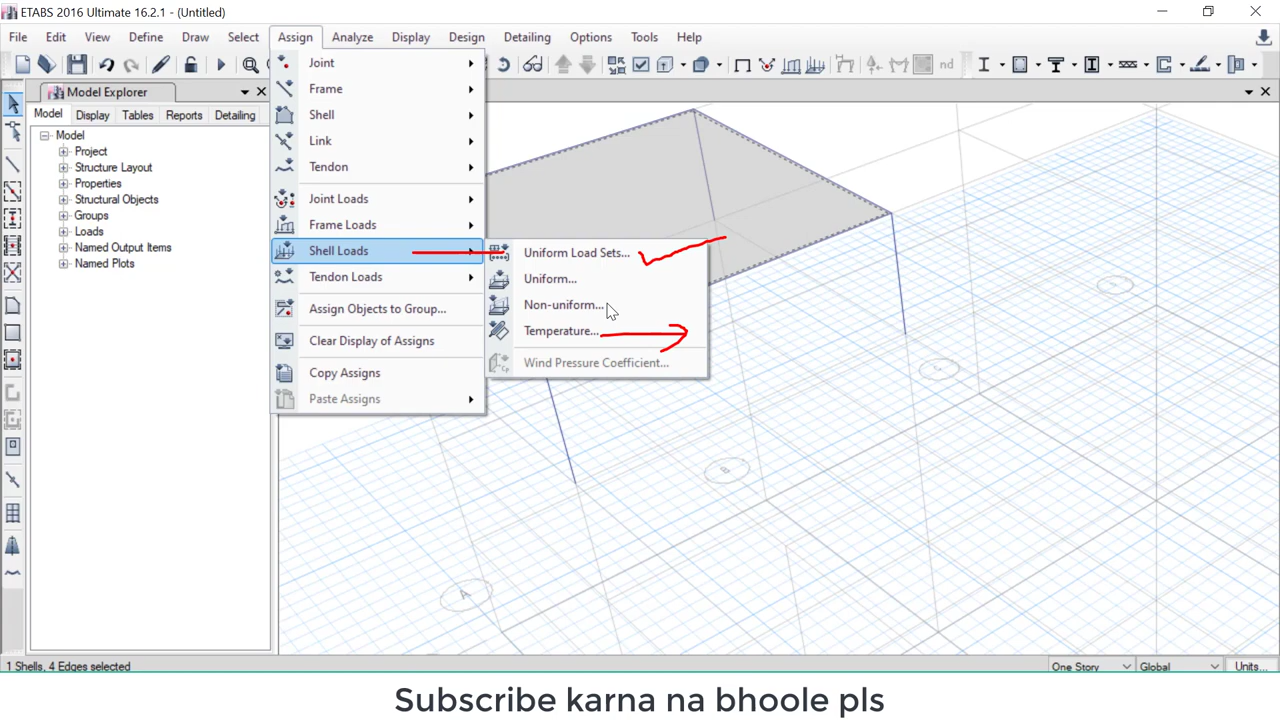 ETABS 2016 Ultimate 16.2.1 - (Untitled)
File Edit View Define Draw Select Assign Analyze Display Design Detailing Options Tools Help
nd
Model Explorer
Model Display Tables Reports Detailing
Model
Project
Structure Layout
Properties
Structural Objects
Groups
Loads
Named Output Items
Named Plots
Joint
Frame
Shell
Link
Tendon
Joint Loads
Frame Loads
Shell Loads
Tendon Loads
Assign Objects to Group...
Clear Display of Assigns
Copy Assigns
Paste Assigns
Uniform Load Sets...
Uniform...
Non-uniform...
Temperature...
Wind Pressure Coefficient...
A
B
C
1 Shells, 4 Edges selected
One Story Global Units...
Subscribe karna na bhoole pls